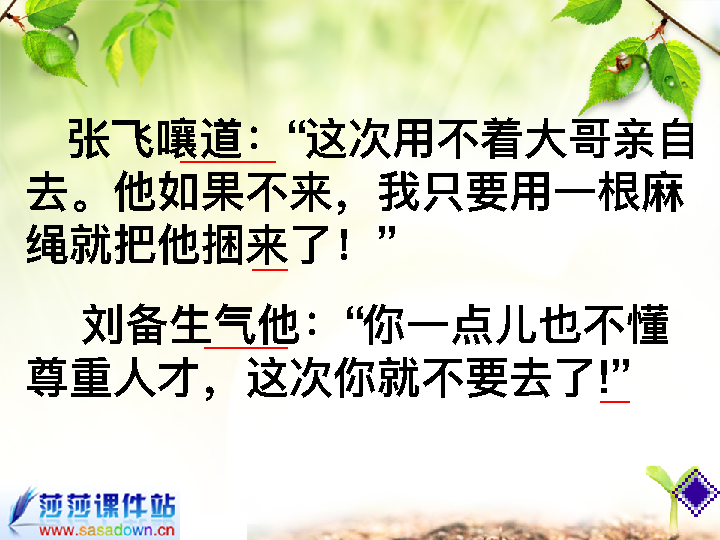 张飞嚷道：“这次用不着大哥亲自
去。他如果不来，我只要用一根麻
绳就把他捆来了！”
刘备生气他：“你一点儿也不懂
尊重人才，这次你就不要去了!”
莎莎课件站
www.sasadown.cn